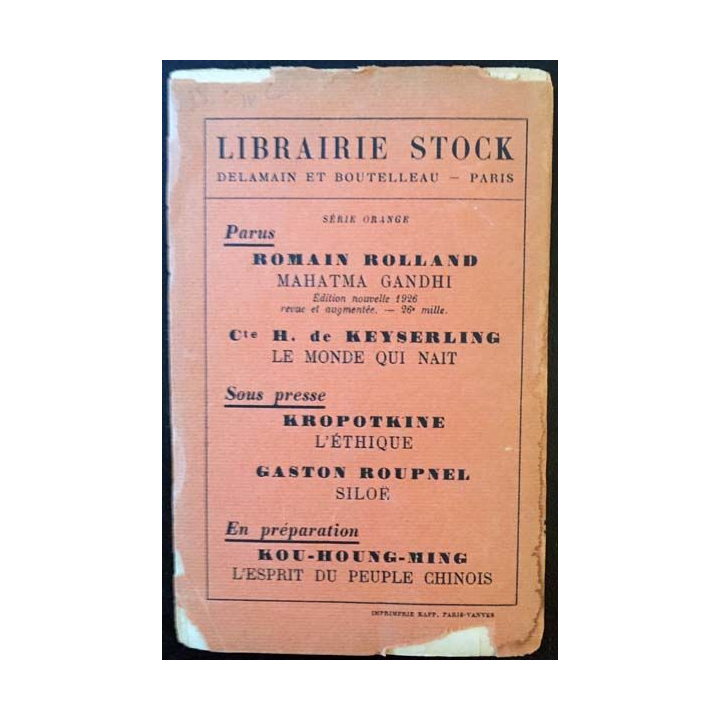 LIBRAIRIE STOCK
DELAMAIN ET BOUTELLEAU — PARIS
SÉRIE ORANGE
Parus
ROMAIN ROLLAND
MAHATMA GANDHI
Édition nouvelle 1926
revue et augmentée. — 26e mille.
Cte H. de KEYSERLING
LE MONDE QUI NAIT
Sous presse
KROPOTKINE
L'ÉTHIQUE
GASTON ROUPNEL
SILOË
En préparation
KOU-HOUNG-MING
L'ESPRIT DU PEUPLE CHINOIS
IMPRIMERIE KAPP, PARIS-VANVES